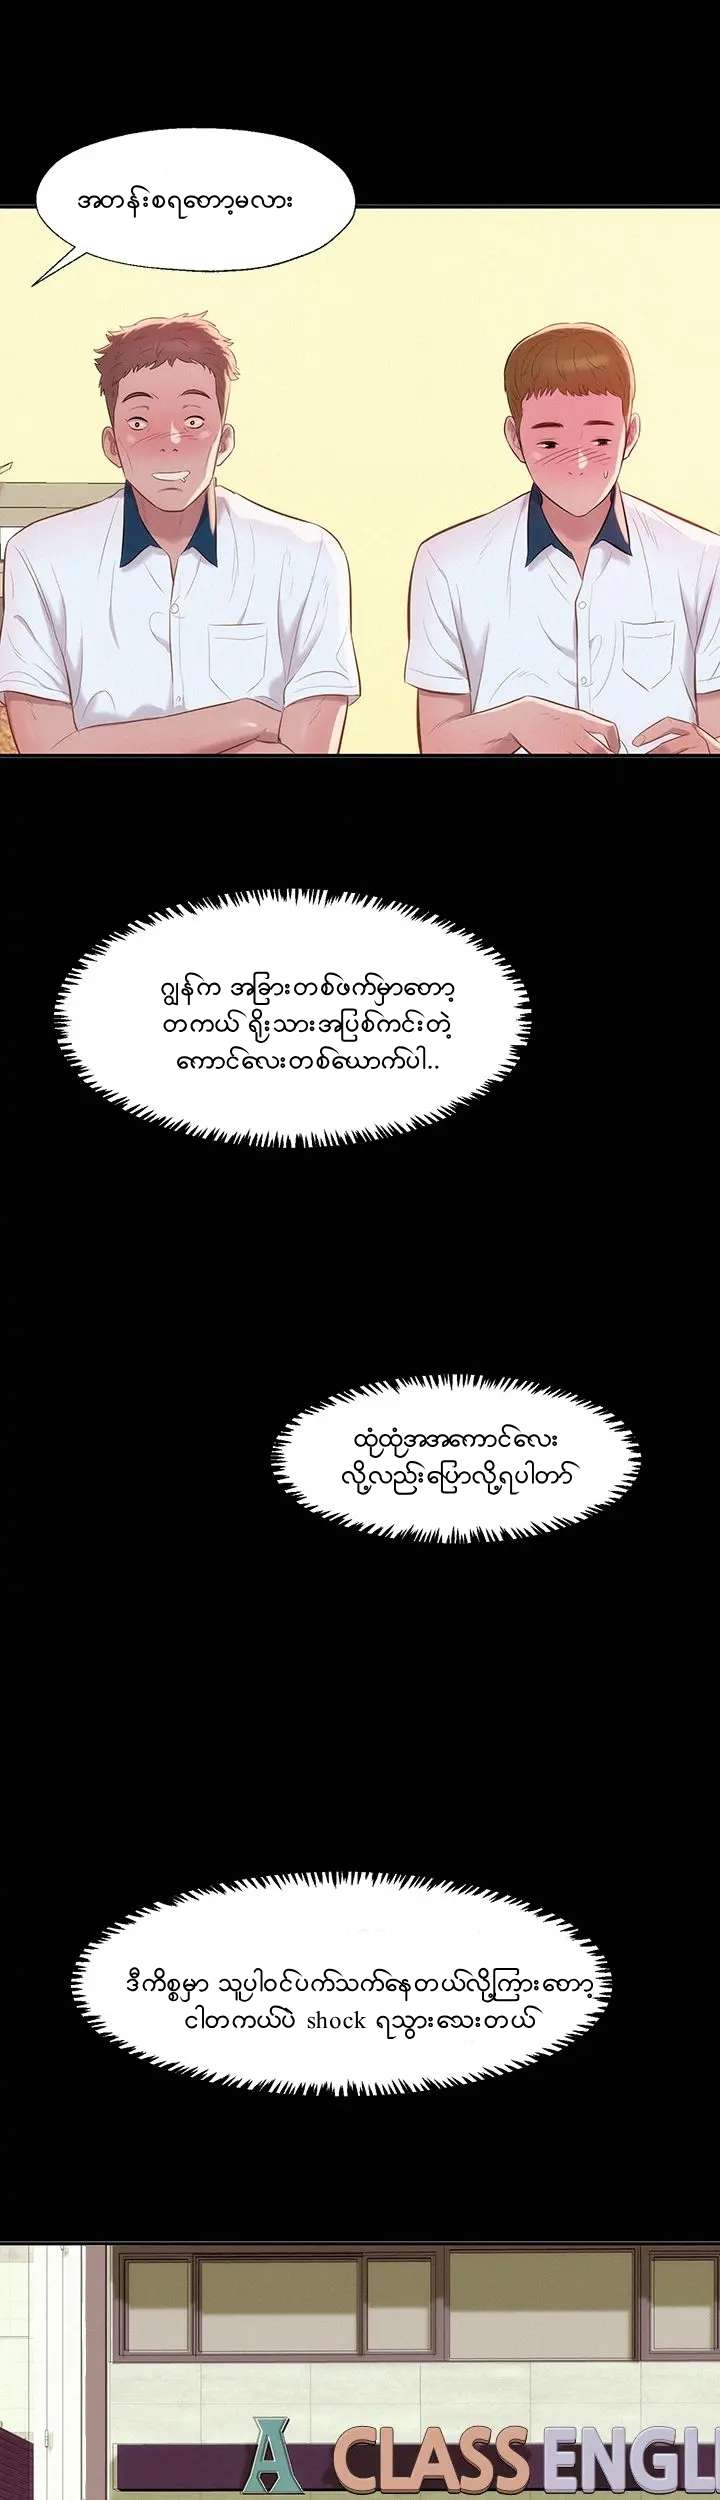 အတန်းစရတော့မလား
ဂျွန်က အခြားတစ်ဖက်မှာတော့
တကယ် ရိုးသားအပြစ်ကင်းတဲ့
ကောင်လေးတစ်ယောက်ပါ..
ထုံထုံအအကောင်လေး
လို့လည်းပြောလို့ရပါတာ်
ဒီကိစ္စမှာ သူပါဝင်ပက်သက်နေတယ်လို့ကြားတော့
ငါတကယ်ပဲ shock ရသွားသေးတယ်
A CLASS ENGLE